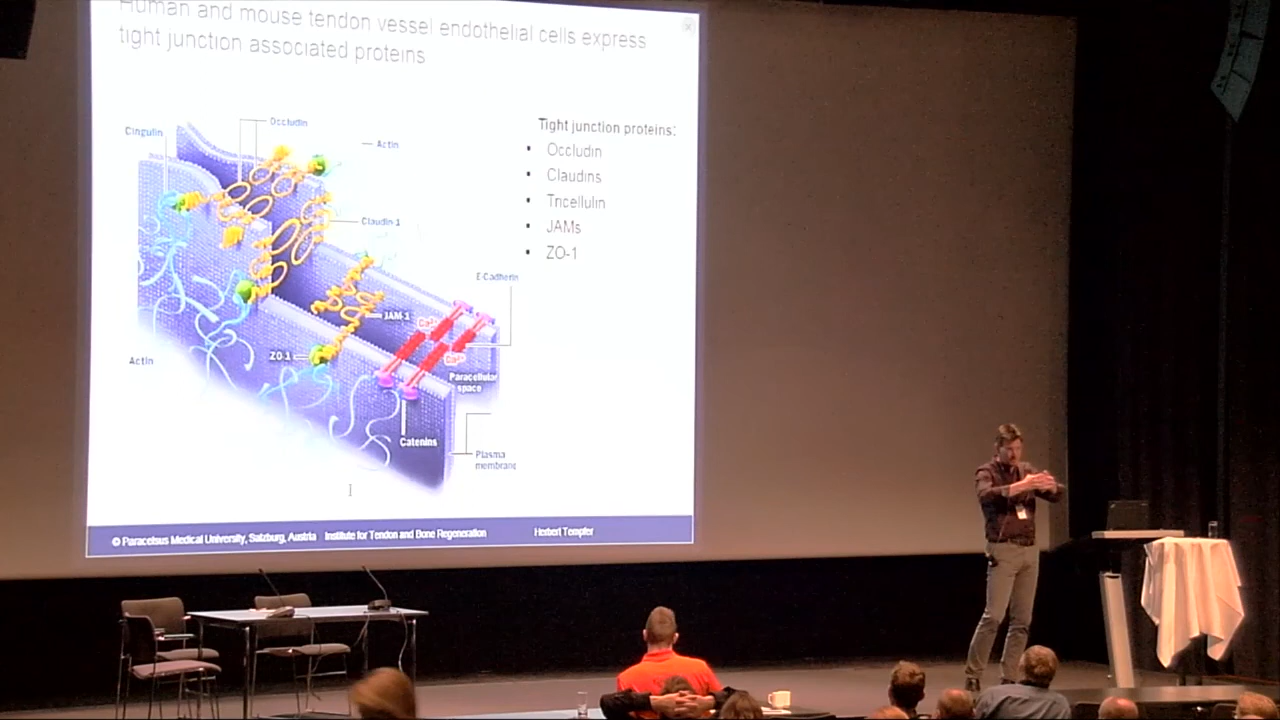 Human and mouse tendon vessel endothelial cells express
tight junction associated proteins
Occludin
Cingulin
Actin
Claudin-1
E-Cadherin
JAM-1
Ca2+
ZO-1
Ca2+
Actin
Paracellular
space
Catenins
Plasma
membrane
Tight junction proteins:
Occludin
Claudins
Tricellulin
JAMs
ZO-1
© Paracelsus Medical University, Salzburg, Austria Institute for Tendon and Bone Regeneration Herbert Tempfer